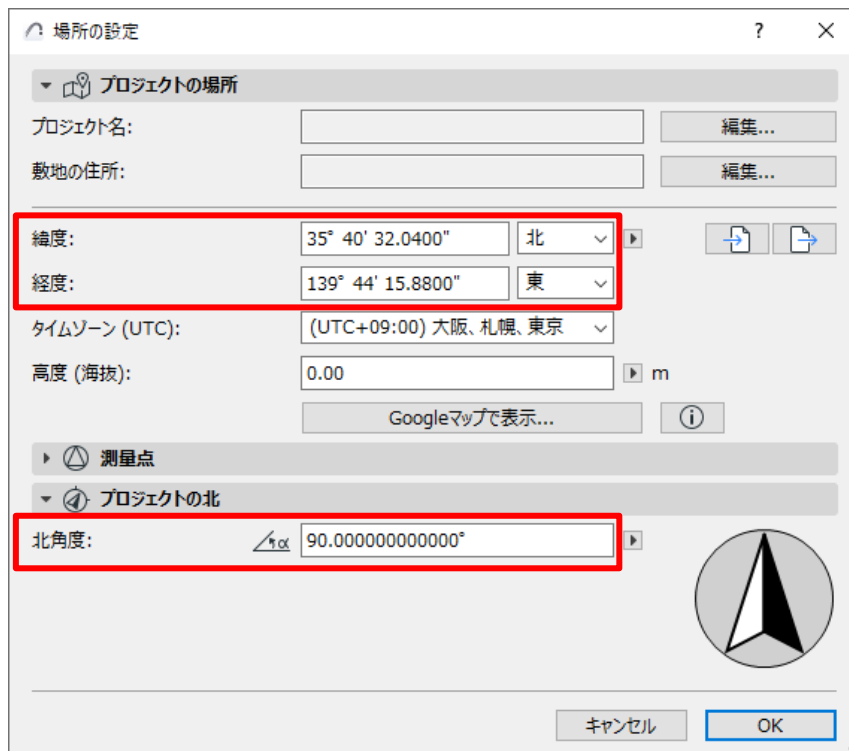 場所の設定
プロジェクトの場所
プロジェクト名: 編集...
敷地の住所: 編集...
緯度: 35° 40' 32.0400" 北
経度: 139° 44' 15.8800" 東
タイムゾーン (UTC): (UTC+09:00) 大阪、札幌、東京
高度 (海抜): 0.00 m
Googleマップで表示...
測量点
プロジェクトの北
北角度: α 90.000000000000°
キャンセル OK